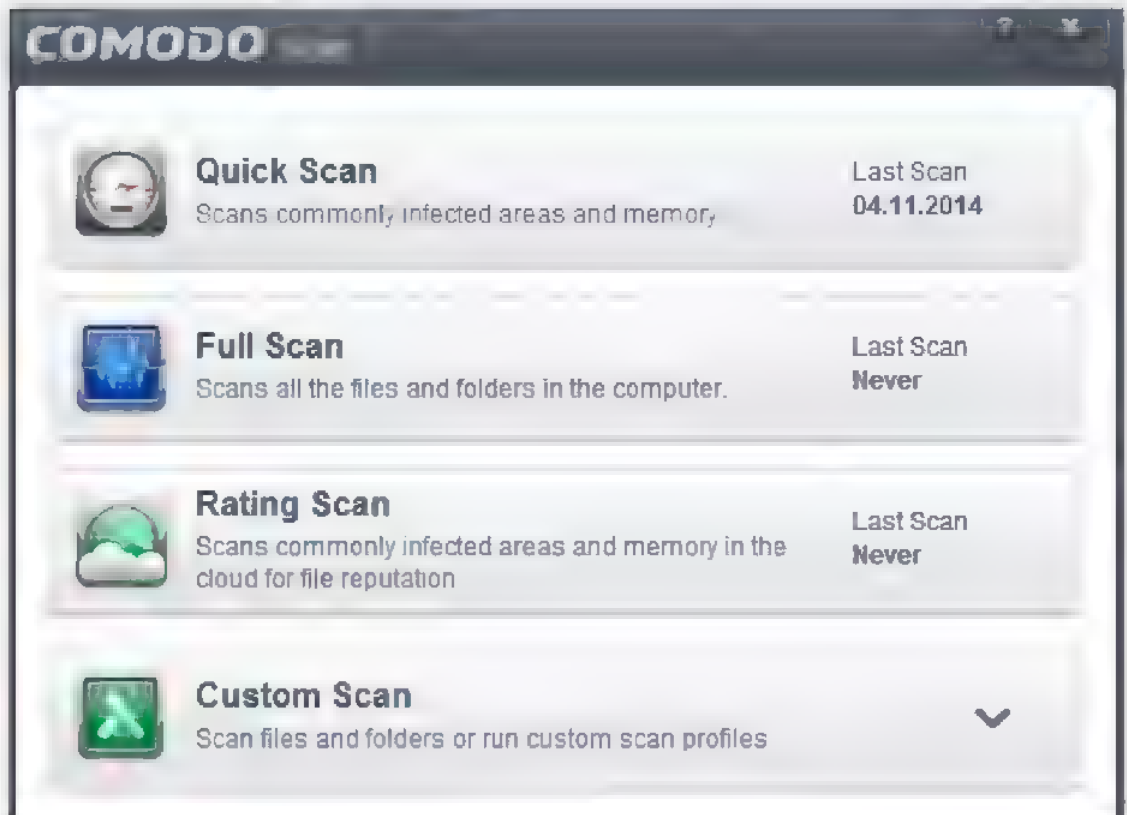 COMODO Scan
? X
Quick Scan
Scans commonly infected areas and memory
Last Scan
04.11.2014
Full Scan
Scans all the files and folders in the computer.
Last Scan
Never
Rating Scan
Scans commonly infected areas and memory in the
cloud for file reputation
Last Scan
Never
Custom Scan
Scan files and folders or run custom scan profiles